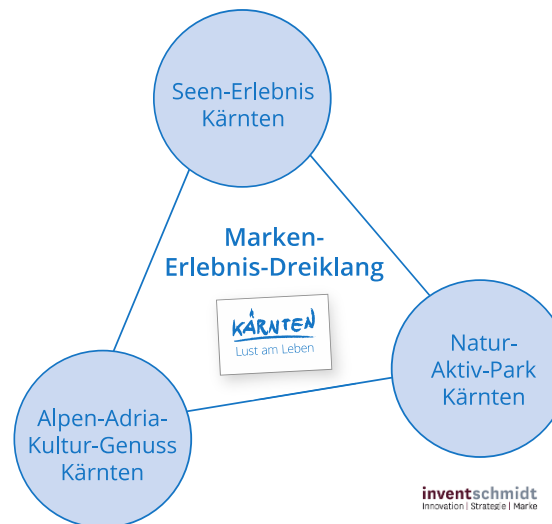 Seen-Erlebnis
Kärnten
Marken-
Erlebnis-Dreiklang
KÄRNTEN
Lust am Leben
Natur-
Aktiv-Park
Kärnten
Alpen-Adria-
Kultur-Genuss
Kärnten
inventschmidt
Innovation | Strategie | Marke